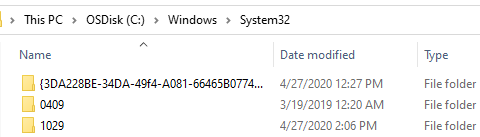 This PC > OSDisk (C:) > Windows > System32
Name Date modified Type
{3DA228BE-34DA-49f4-A081-66465B0774... 4/27/2020 12:27 PM File folder
0409 3/19/2019 12:20 AM File folder
1029 4/27/2020 2:06 PM File folder